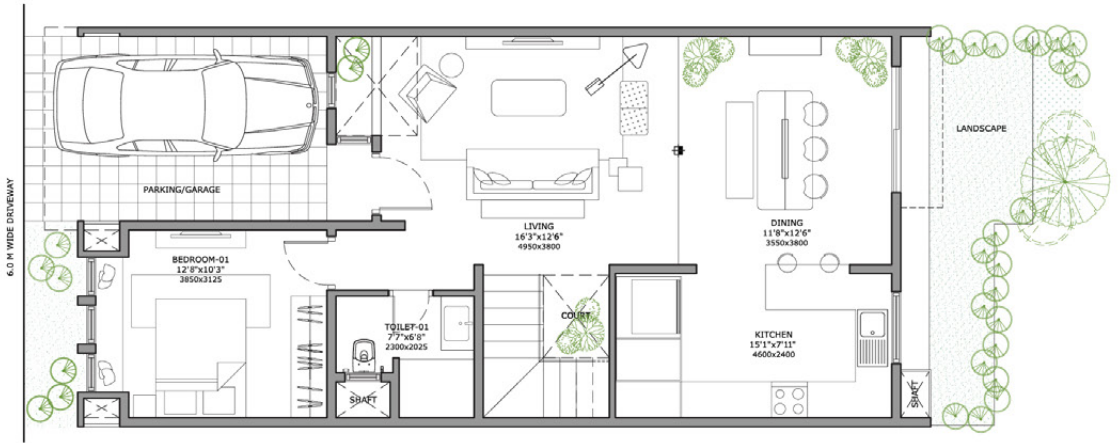 6.0 M WIDE DRIVEWAY
PARKING/GARAGE
BEDROOM-01
12'8"x10'3"
3850x3125
LIVING
16'3"x12'6"
4950x3800
DINING
11'8"x12'6"
3550x3800
LANDSCAPE
TOILET-01
7'7"x6'8"
2300x2025
COURT
KITCHEN
15'1"x7'11"
4600x2400
SHAFT
SHAFT